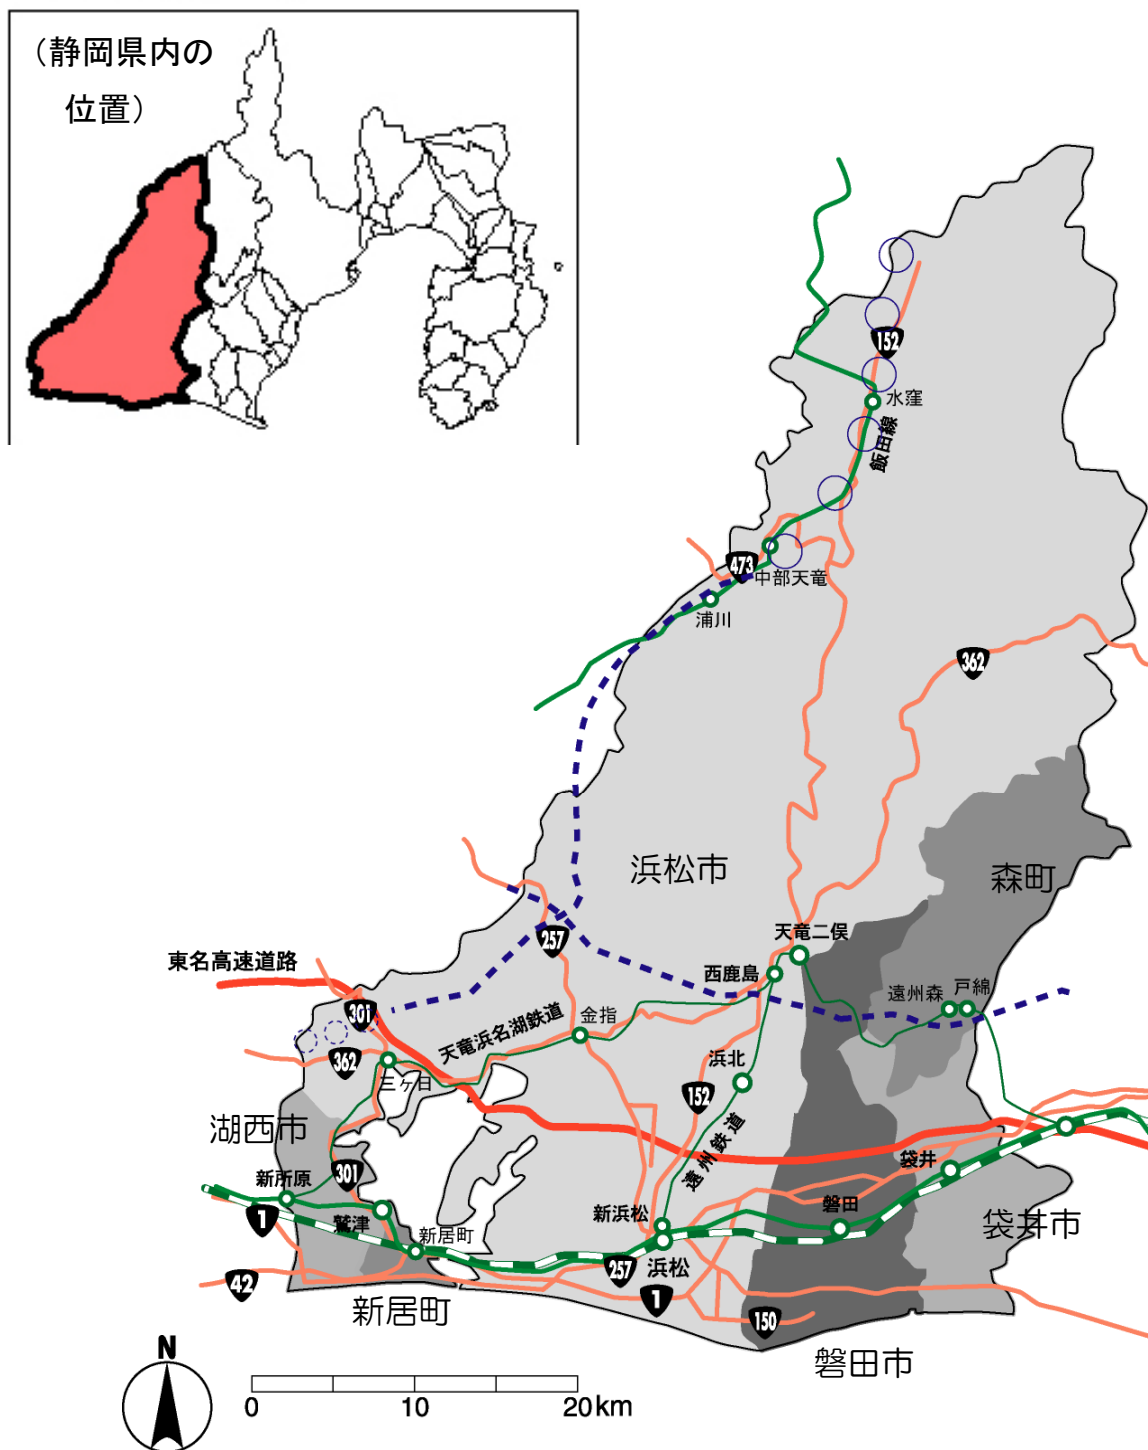 (静岡県内の
位置)
152
水窪
飯田線
473
中部天竜
浦川
362
浜松市
森町
257
天竜二俣
東名高速道路
西鹿島
遠州森
戸綿
301
天竜浜名湖鉄道
金指
362
三ヶ日
浜北
152
湖西市
遠州鉄道
袋井
新所原
301
1
鷲津
新居町
新浜松
磐田
袋井市
浜松
257
42
1
150
新居町
磐田市
N
0
10
20km